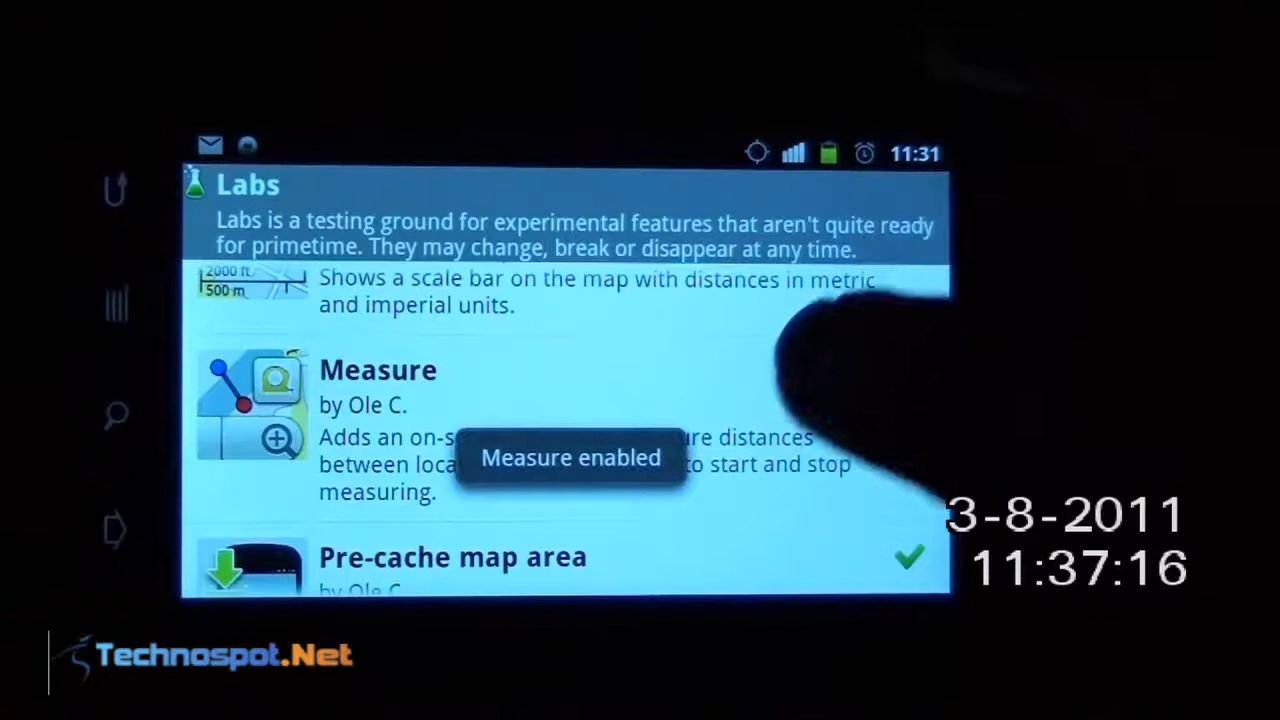 11:31
Labs
Labs is a testing ground for experimental features that aren't quite ready
for primetime. They may change, break or disappear at any time.
2000 ft
500 m
Shows a scale bar on the map with distances in metric
and imperial units.
Measure
by Ole C.
Adds an on-s ure distances
between loca to start and stop
measuring.
Measure enabled
Pre-cache map area
by Ole C
3-8-2011
11:37:16
Technospot.Net